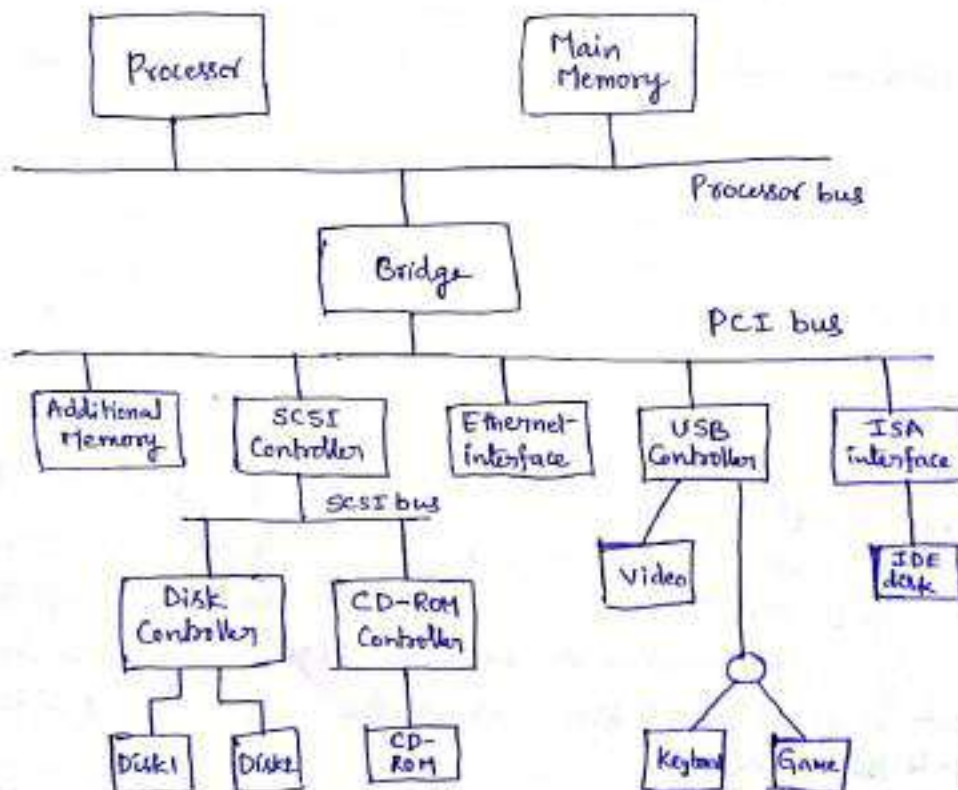 Processor
Main
Memory
Processor bus
Bridge
PCI bus
Additional
Memory
SCSI
Controller
Ethernet-
interface
USB
Controller
ISA
interface
SCSI bus
Video
IDE
disk
Disk
Controller
CD-ROM
Controller
Disk1
Disk2
CD-
ROM
Keyboard
Game